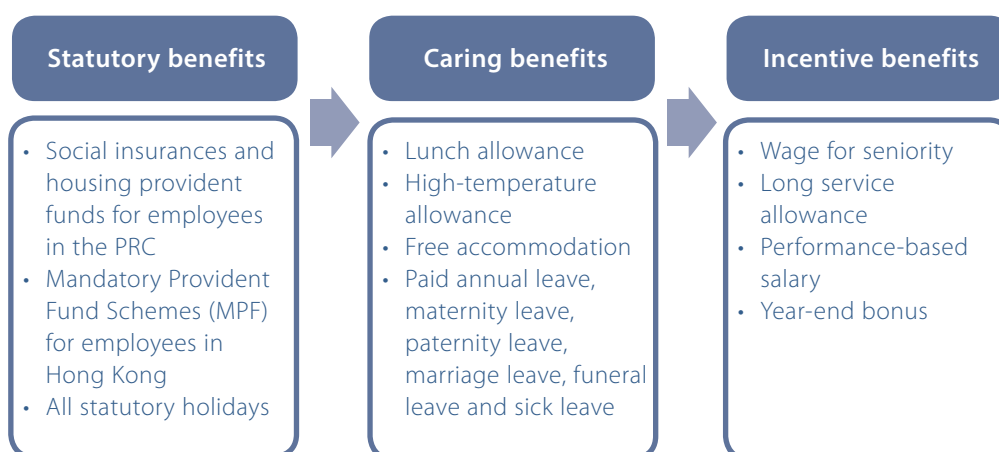 Statutory benefits
• Social insurances and
housing provident
funds for employees
in the PRC
• Mandatory Provident
Fund Schemes (MPF)
for employees in
Hong Kong
• All statutory holidays
Caring benefits
• Lunch allowance
• High-temperature
allowance
• Free accommodation
• Paid annual leave,
maternity leave,
paternity leave,
marriage leave, funeral
leave and sick leave
Incentive benefits
• Wage for seniority
• Long service
allowance
• Performance-based
salary
• Year-end bonus